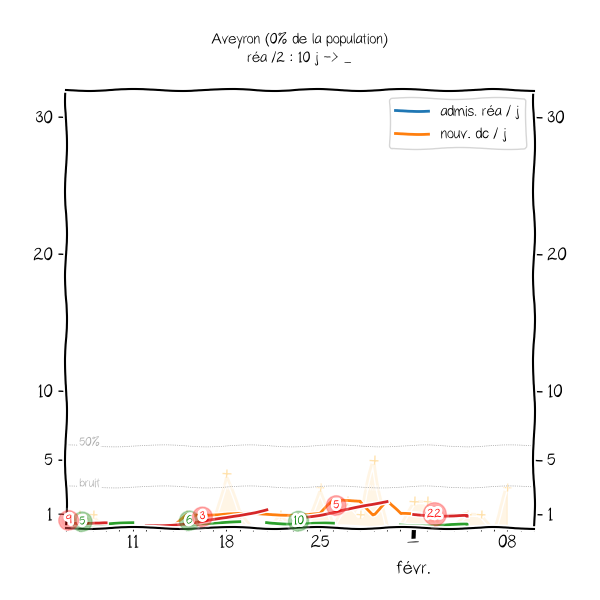 Aveyron (0% de la population)
réa /2 : 10 j -> _
admis. réa / j
nouv. dc / j
30 30
20 20
10 10
5 5
1 1
50%
bruit
9 5 6 3 10 5 22
11 18 25 _ 08
févr.